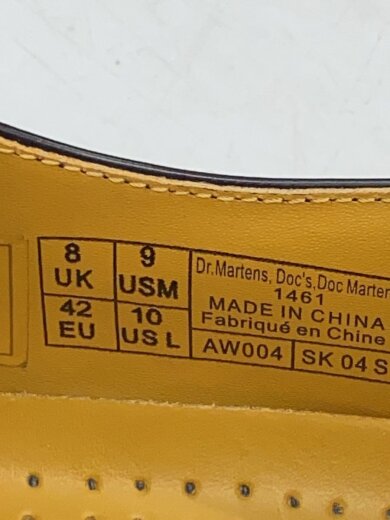 8 UK
9 USM
42 EU
10 US L
Dr.Martens, Doc's, Doc Marten
1461
MADE IN CHINA
Fabriqué en Chine
AW004
SK 04 S